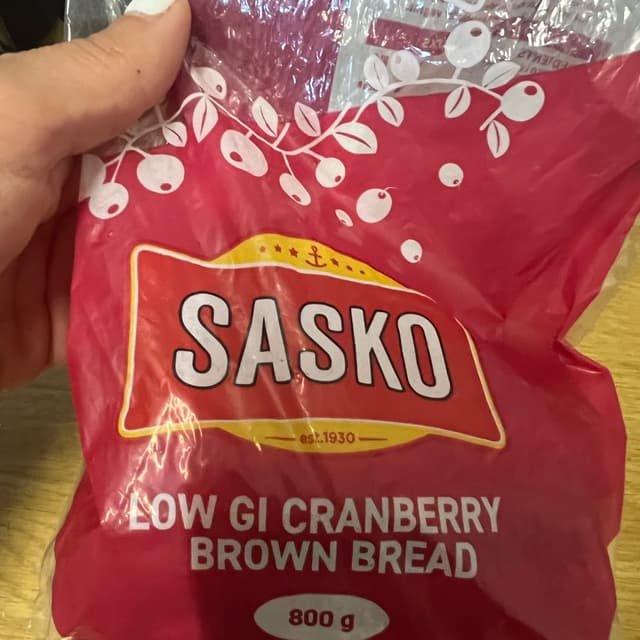 SASKO
est.1930
LOW GI CRANBERRY
BROWN BREAD
800 g